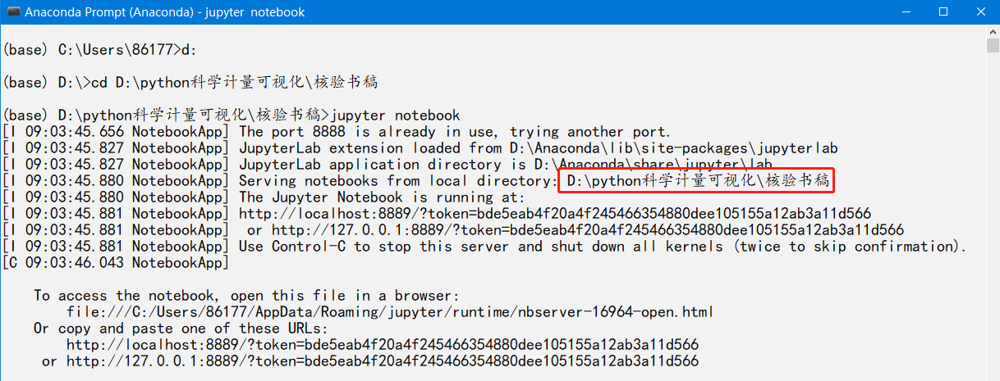 Anaconda Prompt (Anaconda) - jupyter notebook
(base) C:\Users\86177>d:
(base) D:\>cd D:\python科学计量可视化\核验书稿
(base) D:\python科学计量可视化\核验书稿>jupyter notebook
[I 09:03:45.656 NotebookApp] The port 8888 is already in use, trying another port.
[I 09:03:45.827 NotebookApp] JupyterLab extension loaded from D:\Anaconda\lib\site-packages\jupyterlab
[I 09:03:45.827 NotebookApp] JupyterLab application directory is D:\Anaconda\share\jupyter\lab
[I 09:03:45.880 NotebookApp] Serving notebooks from local directory: D:\python科学计量可视化\核验书稿
[I 09:03:45.880 NotebookApp] The Jupyter Notebook is running at:
[I 09:03:45.881 NotebookApp] http://localhost:8889/?token=bde5eab4f20a4f245466354880dee105155a12ab3a11d566
[I 09:03:45.881 NotebookApp]  or http://127.0.0.1:8889/?token=bde5eab4f20a4f245466354880dee105155a12ab3a11d566
[I 09:03:45.881 NotebookApp] Use Control-C to stop this server and shut down all kernels (twice to skip confirmation).
[C 09:03:46.043 NotebookApp]
To access the notebook, open this file in a browser:
file:///C:/Users/86177/AppData/Roaming/jupyter/runtime/nbserver-16964-open.html
Or copy and paste one of these URLs:
http://localhost:8889/?token=bde5eab4f20a4f245466354880dee105155a12ab3a11d566
or http://127.0.0.1:8889/?token=bde5eab4f20a4f245466354880dee105155a12ab3a11d566